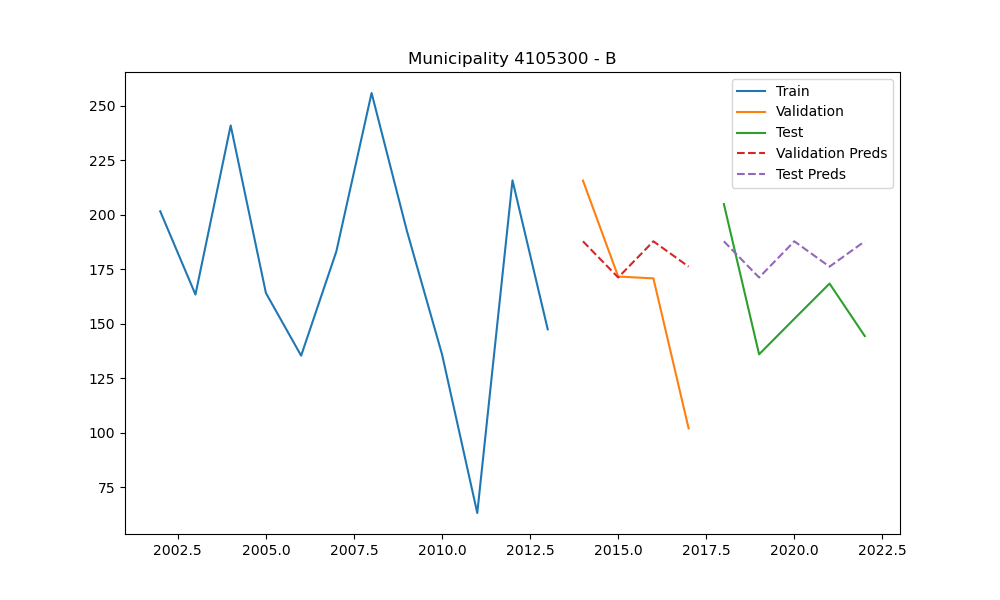 Municipality 4105300 - B
Train
Validation
Test
Validation Preds
Test Preds
250
225
200
175
150
125
100
75
2002.5 2005.0 2007.5 2010.0 2012.5 2015.0 2017.5 2020.0 2022.5